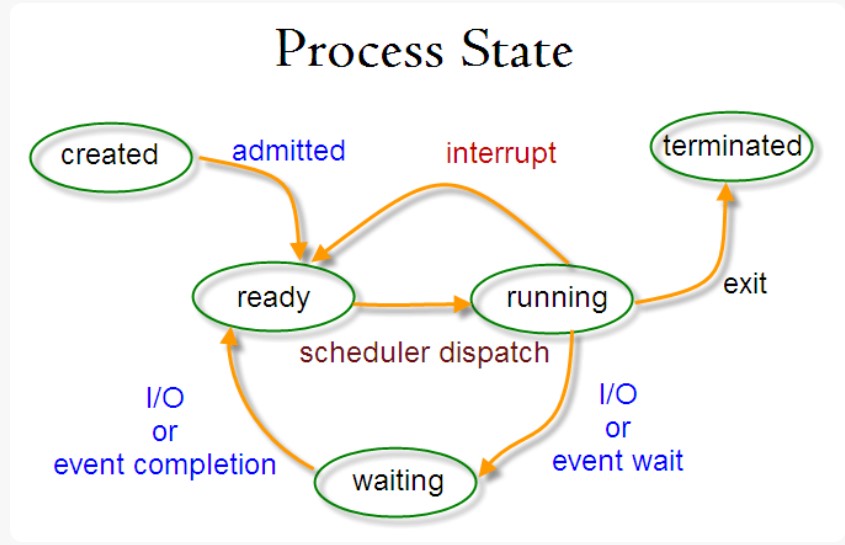 Process State
created
admitted
interrupt
terminated
ready
running
exit
scheduler dispatch
I/O
or
event completion
I/O
or
event wait
waiting